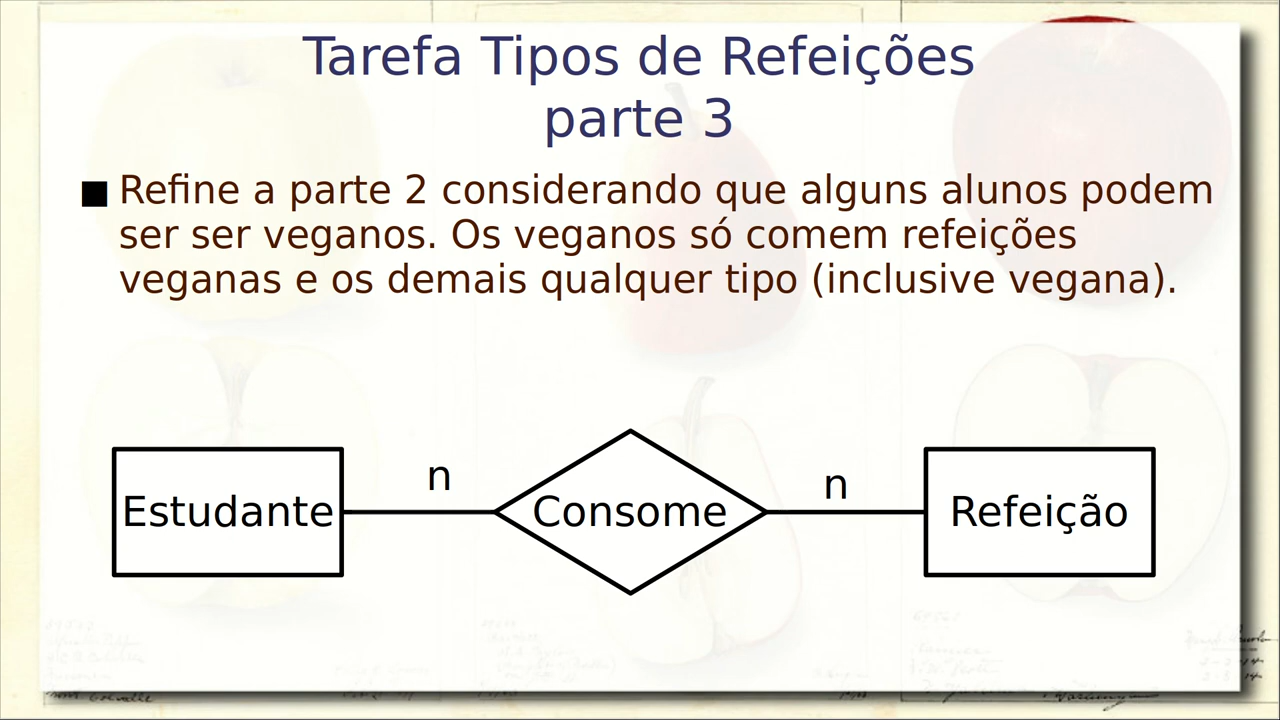 Tarefa Tipos de Refeições
parte 3
■ Refine a parte 2 considerando que alguns alunos podem
ser ser veganos. Os veganos só comem refeições
veganas e os demais qualquer tipo (inclusive vegana).
n
n
Estudante
Consome
Refeição